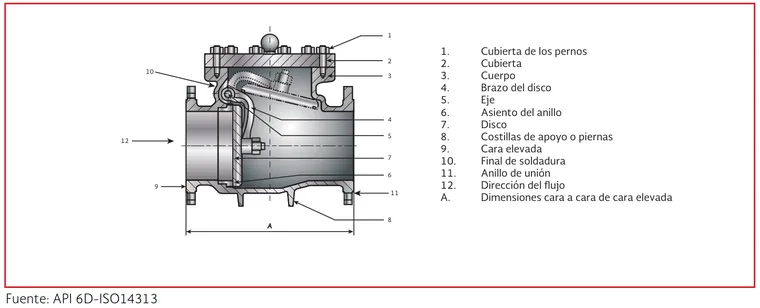 1
2
3
10
4
12
5
7
6
9
11
8
A
1. Cubierta de los pernos
2. Cubierta
3. Cuerpo
4. Brazo del disco
5. Eje
6. Asiento del anillo
7. Disco
8. Costillas de apoyo o piernas
9. Cara elevada
10. Final de soldadura
11. Anillo de unión
12. Dirección del flujo
A. Dimensiones cara a cara de cara elevada
Fuente: API 6D-ISO14313